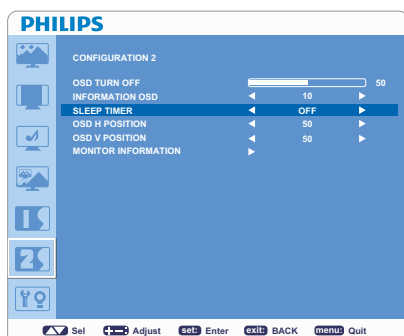 PHILIPS
CONFIGURATION 2
OSD TURN OFF 50
INFORMATION OSD 10
SLEEP TIMER OFF
OSD H POSITION 50
OSD V POSITION 50
MONITOR INFORMATION
Sel Adjust set: Enter exit: BACK menu: Quit